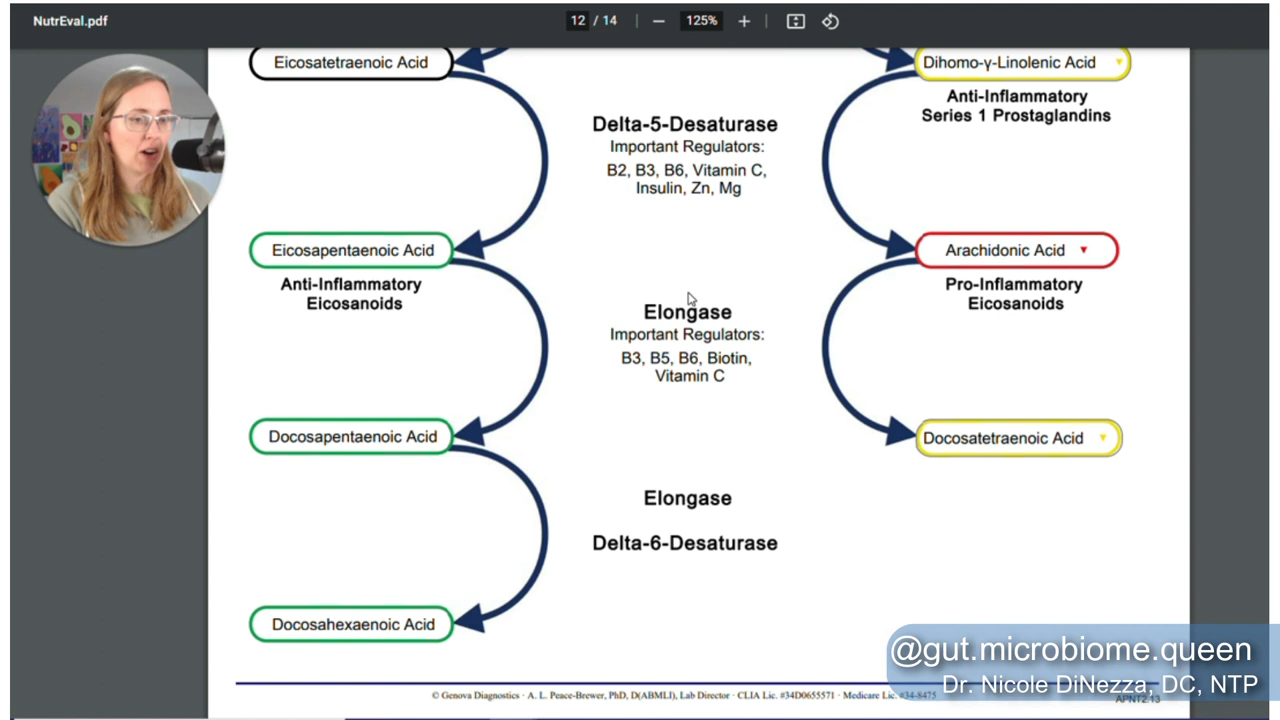 NutrEval.pdf
12 / 14
125%
Eicosatetraenoic Acid
Dihomo-γ-Linolenic Acid
Anti-Inflammatory
Series 1 Prostaglandins
Delta-5-Desaturase
Important Regulators:
B2, B3, B6, Vitamin C,
Insulin, Zn, Mg
Eicosapentaenoic Acid
Anti-Inflammatory
Eicosanoids
Arachidonic Acid
Pro-Inflammatory
Eicosanoids
Elongase
Important Regulators:
B3, B5, B6, Biotin,
Vitamin C
Docosapentaenoic Acid
Docosatetraenoic Acid
Elongase
Delta-6-Desaturase
Docosahexaenoic Acid
@gut.microbiome.queen
Dr. Nicole DiNezza, DC, NTP
© Genova Diagnostics · A. L. Peace-Brewer, PhD, D(ABMLI), Lab Director · CLIA Lic. #34D0655571 · Medicare Lic. #34-8475
APNT2.13